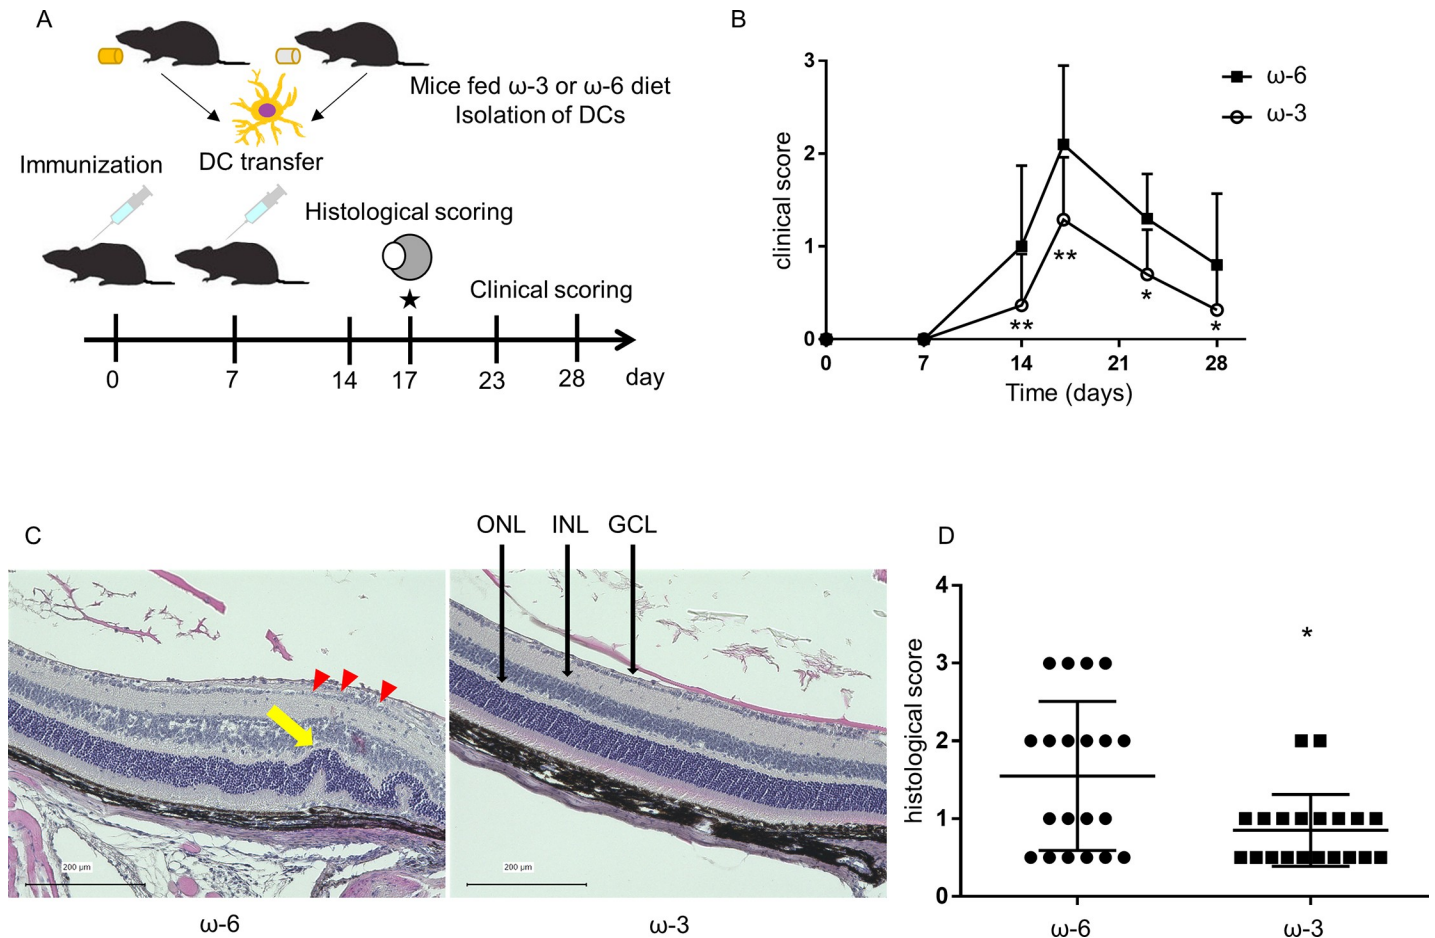 A
Mice fed ω-3 or ω-6 diet
Isolation of DCs
Immunization
DC transfer
Histological scoring
Clinical scoring
0
7
14
17
23
28
day
B
3
2
1
0
clinical score
0
7
14
21
28
Time (days)
ω-6
ω-3
**
**
*
*
C
ONL
INL
GCL
200 µm
200 µm
ω-6
ω-3
D
4
3
2
1
0
histological score
*
ω-6
ω-3